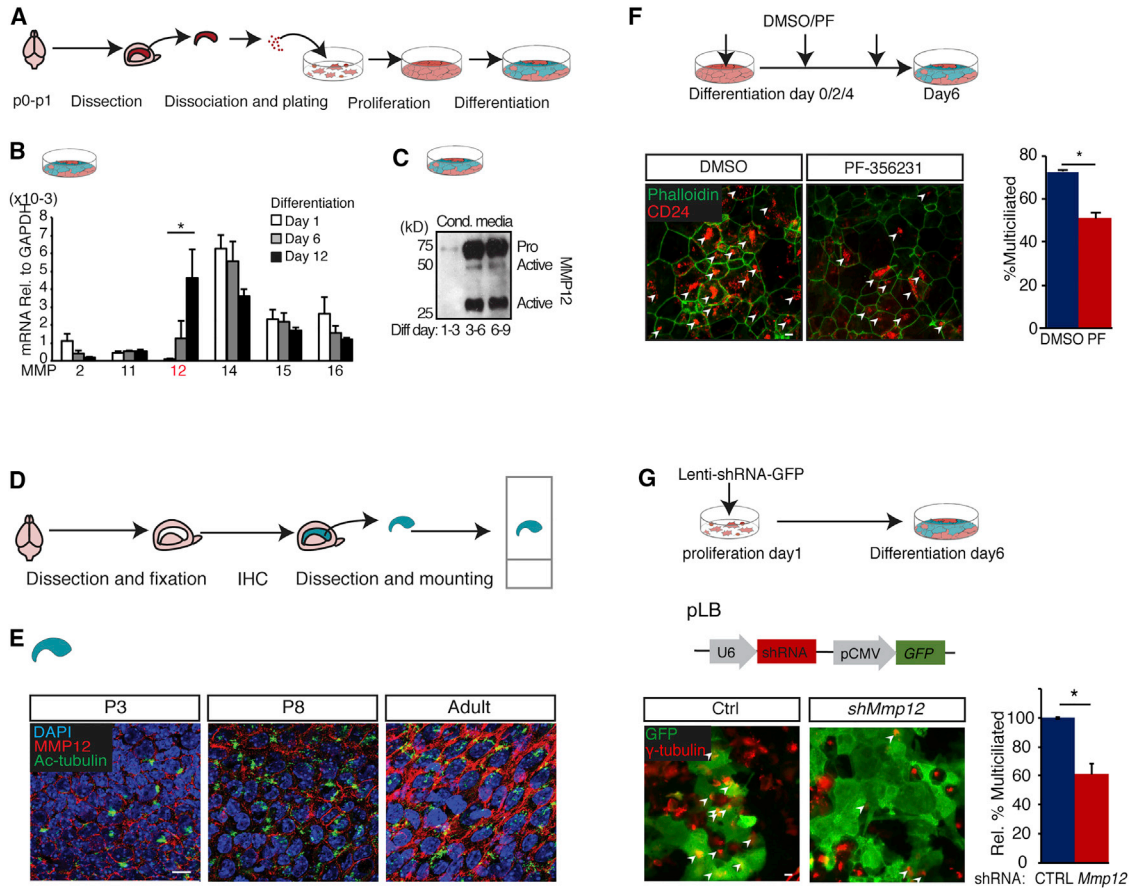 A
p0-p1
Dissection
Dissociation and plating
Proliferation
Differentiation
B
(x10-3)
mRNA Rel. to GAPDH
8
7
6
5
4
3
2
1
0
*
Differentiation
Day 1
Day 6
Day 12
MMP 2 11 12 14 15 16
C
(kD) Cond. media
75
50
25
Pro
Active
Active
MMP12
Diff day: 1-3 3-6 6-9
D
Dissection and fixation
IHC
Dissection and mounting
E
P3
P8
Adult
DAPI
MMP12
Ac-tubulin
F
DMSO/PF
Differentiation day 0/2/4
Day6
DMSO
PF-356231
Phalloidin
CD24
%Multiciliated
80
60
40
20
0
*
DMSO PF
G
Lenti-shRNA-GFP
proliferation day1
Differentiation day6
pLB
U6
shRNA
pCMV
GFP
Ctrl
shMmp12
GFP
γ-tubulin
Rel. % Multiciliated
100
80
60
40
20
0
*
shRNA: CTRL Mmp12